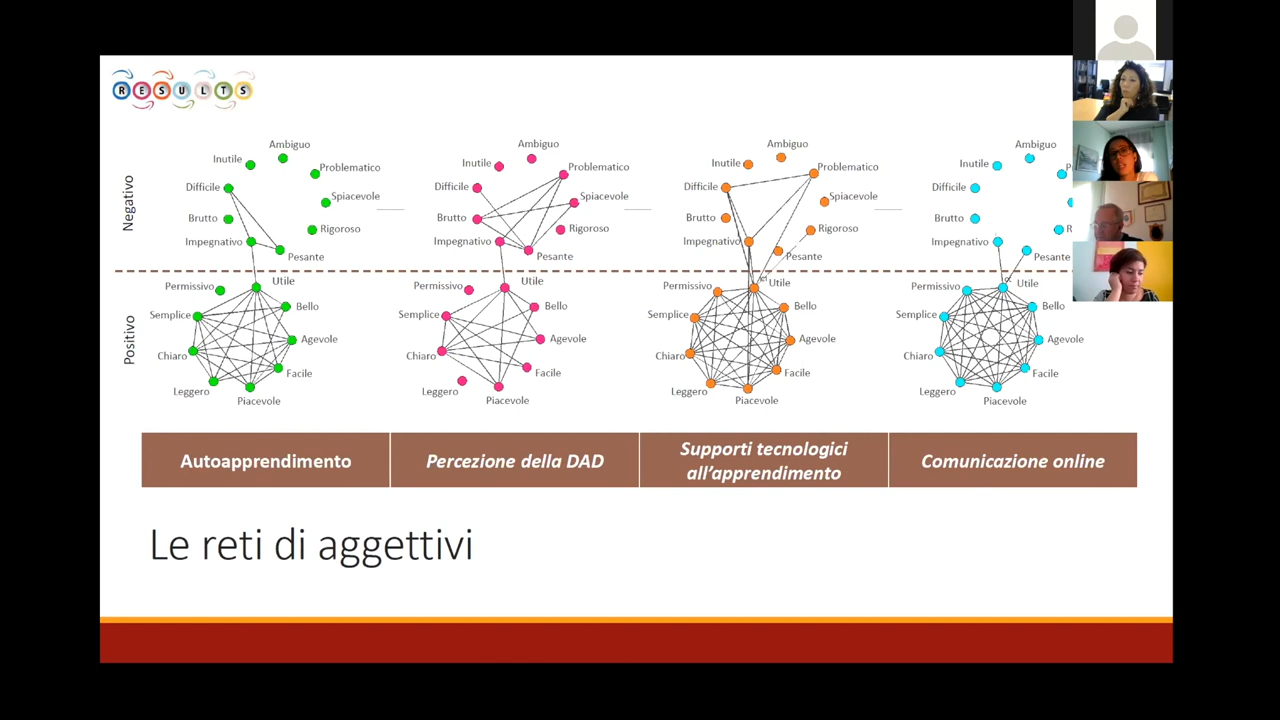 RESULTS
Negativo
Ambiguo
Inutile
Problematico
Difficile
Spiacevole
Brutto
Rigoroso
Impegnativo
Pesante
Ambiguo
Inutile
Problematico
Difficile
Spiacevole
Brutto
Rigoroso
Impegnativo
Pesante
Ambiguo
Inutile
Problematico
Difficile
Spiacevole
Brutto
Rigoroso
Impegnativo
Pesante
Ambiguo
Inutile
Difficile
Brutto
Impegnativo
Pesante
Positivo
Utile
Permissivo
Bello
Semplice
Agevole
Chiaro
Facile
Leggero
Piacevole
Utile
Permissivo
Bello
Semplice
Agevole
Chiaro
Facile
Leggero
Piacevole
Utile
Permissivo
Bello
Semplice
Agevole
Chiaro
Facile
Leggero
Piacevole
Utile
Permissivo
Bello
Semplice
Agevole
Chiaro
Facile
Leggero
Piacevole
Autoapprendimento
Percezione della DAD
Supporti tecnologici
all’apprendimento
Comunicazione online
Le reti di aggettivi